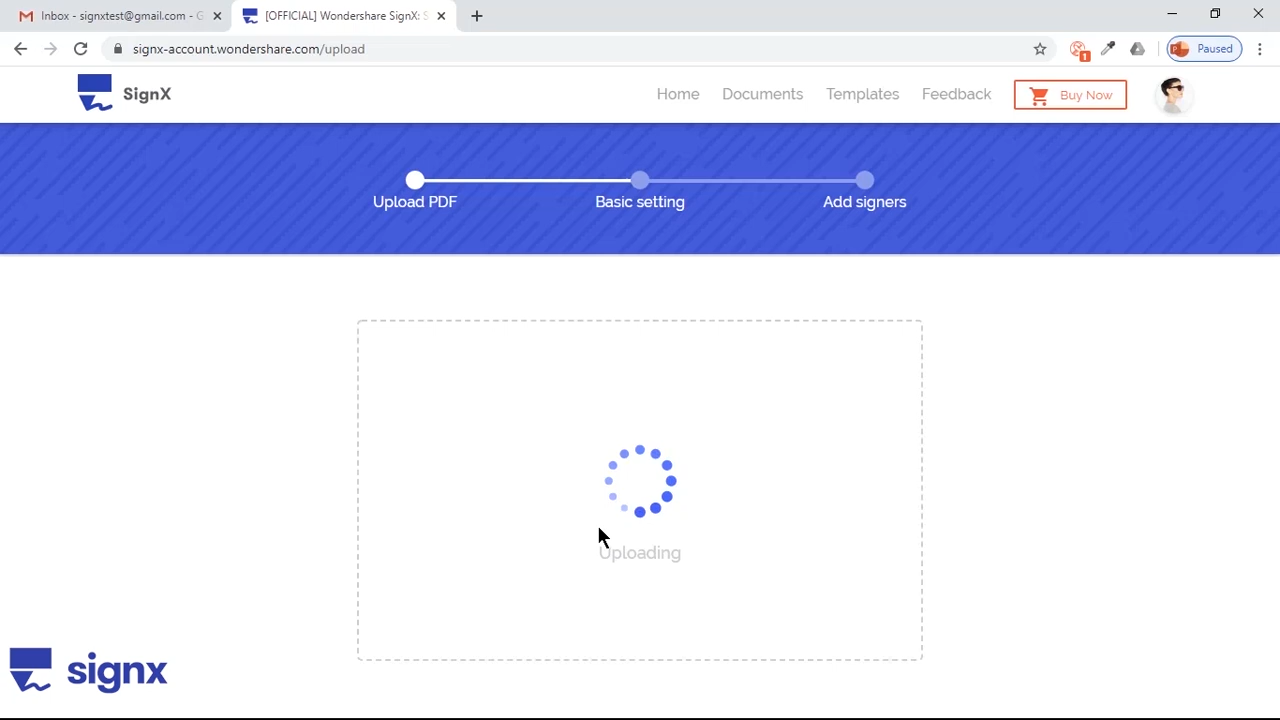 Inbox - signxtest@gmail.com - G
[OFFICIAL] Wondershare SignX: S
signx-account.wondershare.com/upload
1
Paused
SignX
Home
Documents
Templates
Feedback
Buy Now
Upload PDF
Basic setting
Add signers
Uploading
signx